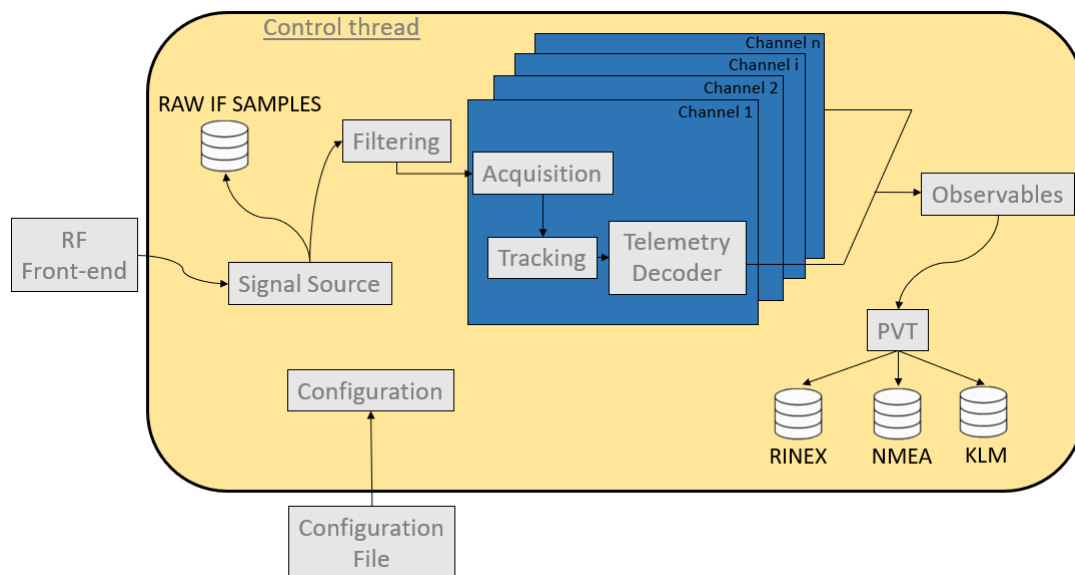 Control thread
Channel n
Channel i
Channel 2
Channel 1
RAW IF SAMPLES
Filtering
Acquisition
Observables
RF
Front-end
Signal Source
Tracking
Telemetry
Decoder
PVT
Configuration
RINEX
NMEA
KLM
Configuration
File